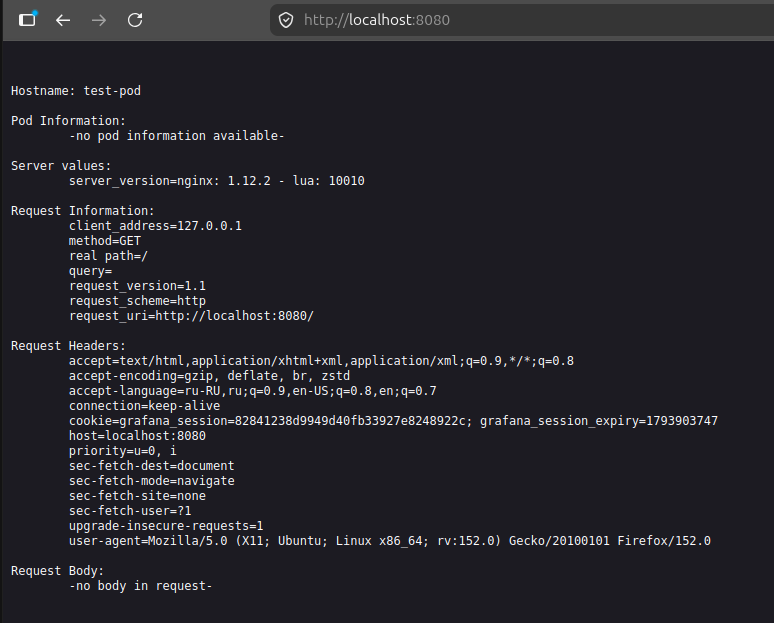 http://localhost:8080
Hostname: test-pod
Pod Information:
-no pod information available-
Server values:
server_version=nginx: 1.12.2 - lua: 10010
Request Information:
client_address=127.0.0.1
method=GET
real path=/
query=
request_version=1.1
request_scheme=http
request_uri=http://localhost:8080/
Request Headers:
accept=text/html,application/xhtml+xml,application/xml;q=0.9,*/*;q=0.8
accept-encoding=gzip, deflate, br, zstd
accept-language=ru-RU,ru;q=0.9,en-US;q=0.8,en;q=0.7
connection=keep-alive
cookie=grafana_session=82841238d9949d40fb33927e8248922c; grafana_session_expiry=1793903747
host=localhost:8080
priority=u=0, i
sec-fetch-dest=document
sec-fetch-mode=navigate
sec-fetch-site=none
sec-fetch-user=?1
upgrade-insecure-requests=1
user-agent=Mozilla/5.0 (X11; Ubuntu; Linux x86_64; rv:152.0) Gecko/20100101 Firefox/152.0
Request Body:
-no body in request-